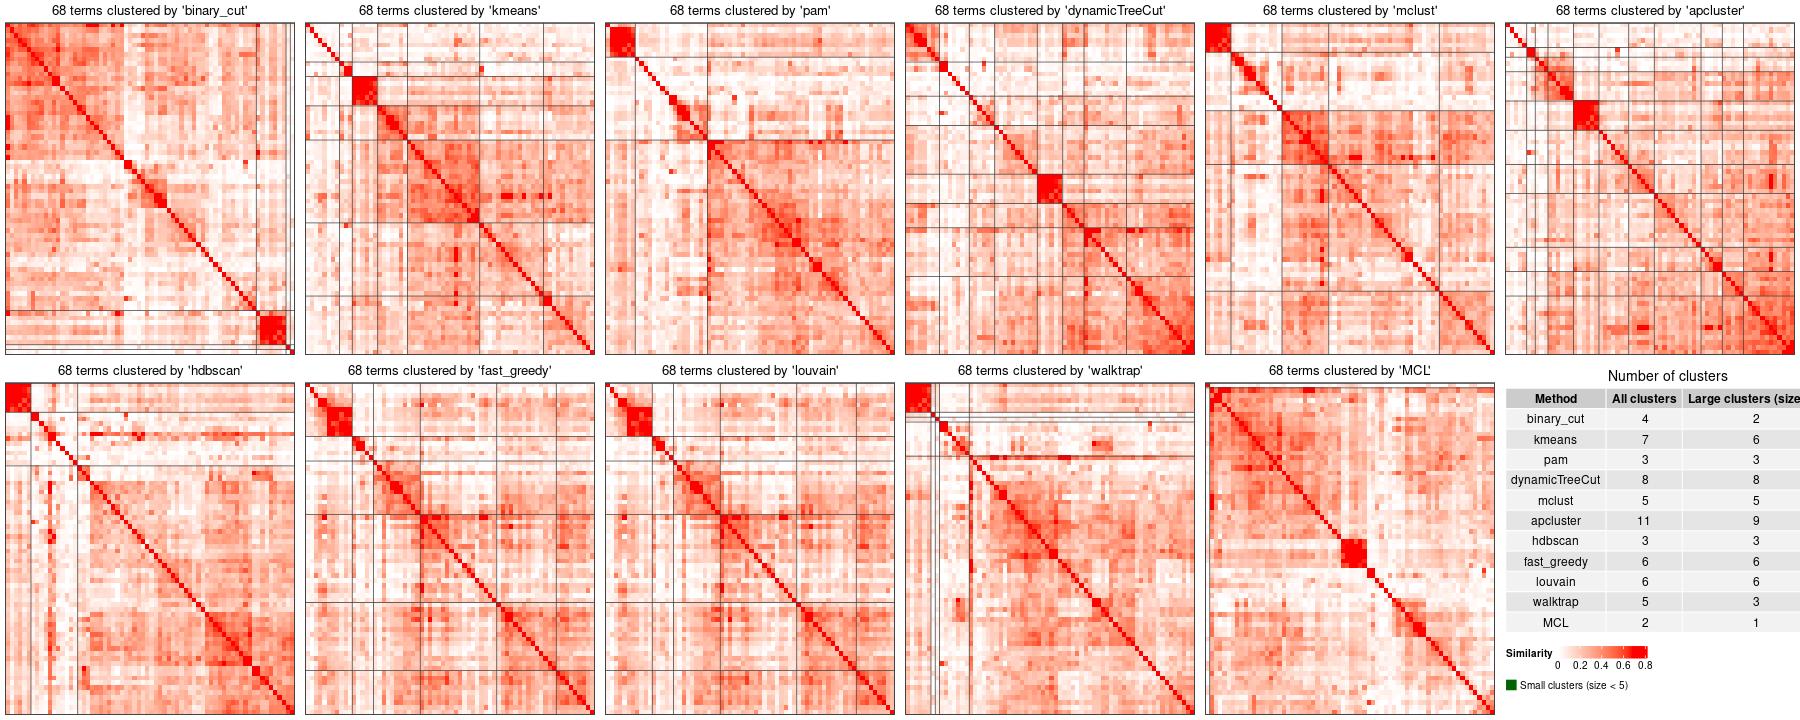 68 terms clustered by 'binary_cut'
68 terms clustered by 'kmeans'
68 terms clustered by 'pam'
68 terms clustered by 'dynamicTreeCut'
68 terms clustered by 'mclust'
68 terms clustered by 'apcluster'
68 terms clustered by 'hdbscan'
68 terms clustered by 'fast_greedy'
68 terms clustered by 'louvain'
68 terms clustered by 'walktrap'
68 terms clustered by 'MCL'
Number of clusters
Method All clusters Large clusters (size
binary_cut 4 2
kmeans 7 6
pam 3 3
dynamicTreeCut 8 8
mclust 5 5
apcluster 11 9
hdbscan 3 3
fast_greedy 6 6
louvain 6 6
walktrap 5 3
MCL 2 1
Similarity
0 0.2 0.4 0.6 0.8
Small clusters (size < 5)